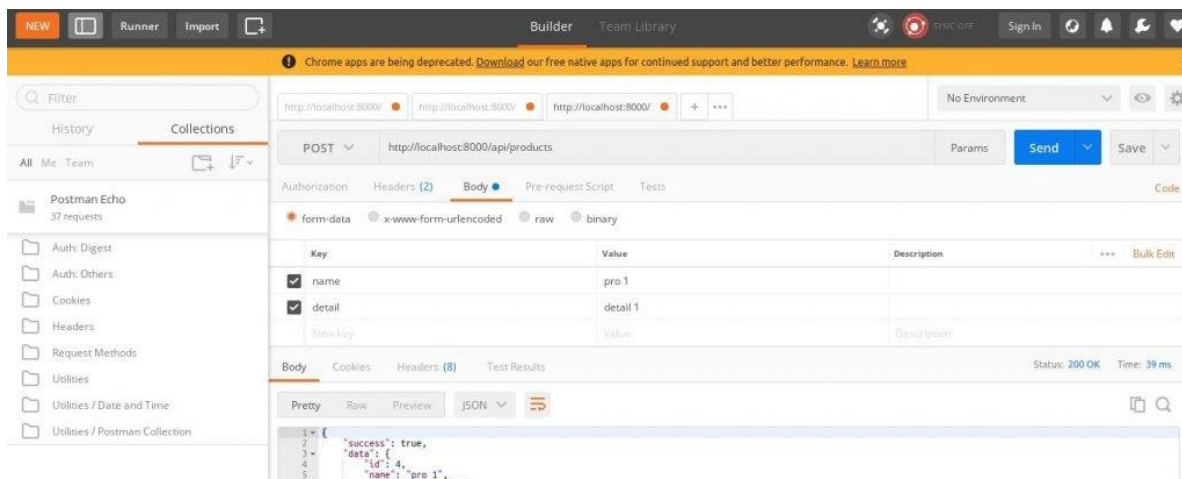 NEW Runner Import Builder Team Library SYNC OFF Sign In
Chrome apps are being deprecated. Download our free native apps for continued support and better performance. Learn more
Filter
History Collections
All Me Team
Postman Echo
37 requests
Auth: Digest
Auth: Others
Cookies
Headers
Request Methods
Utilities
Utilities / Date and Time
Utilities / Postman Collection
http://localhost:8000/ http://localhost:8000/ http://localhost:8000/ + ••• No Environment
POST http://localhost:8000/api/products Params Send Save
Authorization Headers (2) Body Pre-request Script Tests Code
form-data x-www-form-urlencoded raw binary
Key Value Description ••• Bulk Edit
name pro 1
detail detail 1
New key Value Description
Body Cookies Headers (8) Test Results Status: 200 OK Time: 39 ms
Pretty Raw Preview JSON
1 {
2 "success": true,
3 "data": {
4 "id": 4,
5 "name": "pro 1",